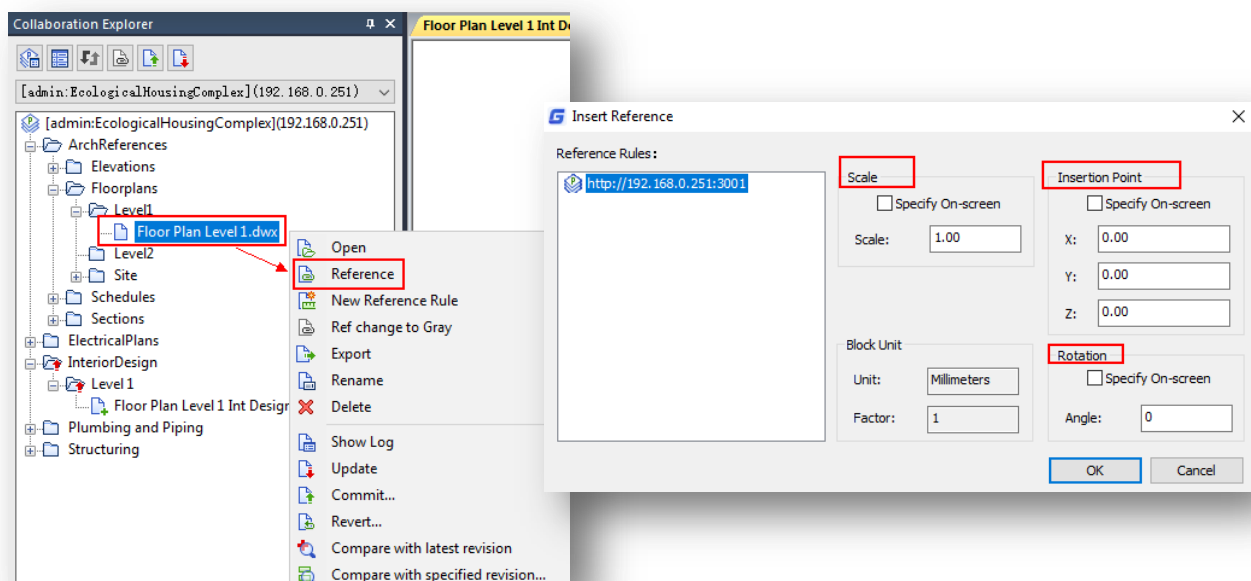 Collaboration Explorer
Floor Plan Level 1 Int De
[admin:EcologicalHousingComplex](192.168.0.251)
[admin:EcologicalHousingComplex](192.168.0.251)
ArchReferences
Elevations
Floorplans
Level1
Floor Plan Level 1.dwx
Level2
Site
Schedules
Sections
ElectricalPlans
InteriorDesign
Level 1
Floor Plan Level 1 Int Design
Plumbing and Piping
Structuring
Open
Reference
New Reference Rule
Ref change to Gray
Export
Rename
Delete
Show Log
Update
Commit...
Revert...
Compare with latest revision
Compare with specified revision...
Insert Reference
Reference Rules:
http://192.168.0.251:3001
Scale
Specify On-screen
Scale: 1.00
Block Unit
Unit: Millimeters
Factor: 1
Insertion Point
Specify On-screen
X: 0.00
Y: 0.00
Z: 0.00
Rotation
Specify On-screen
Angle: 0
OK Cancel